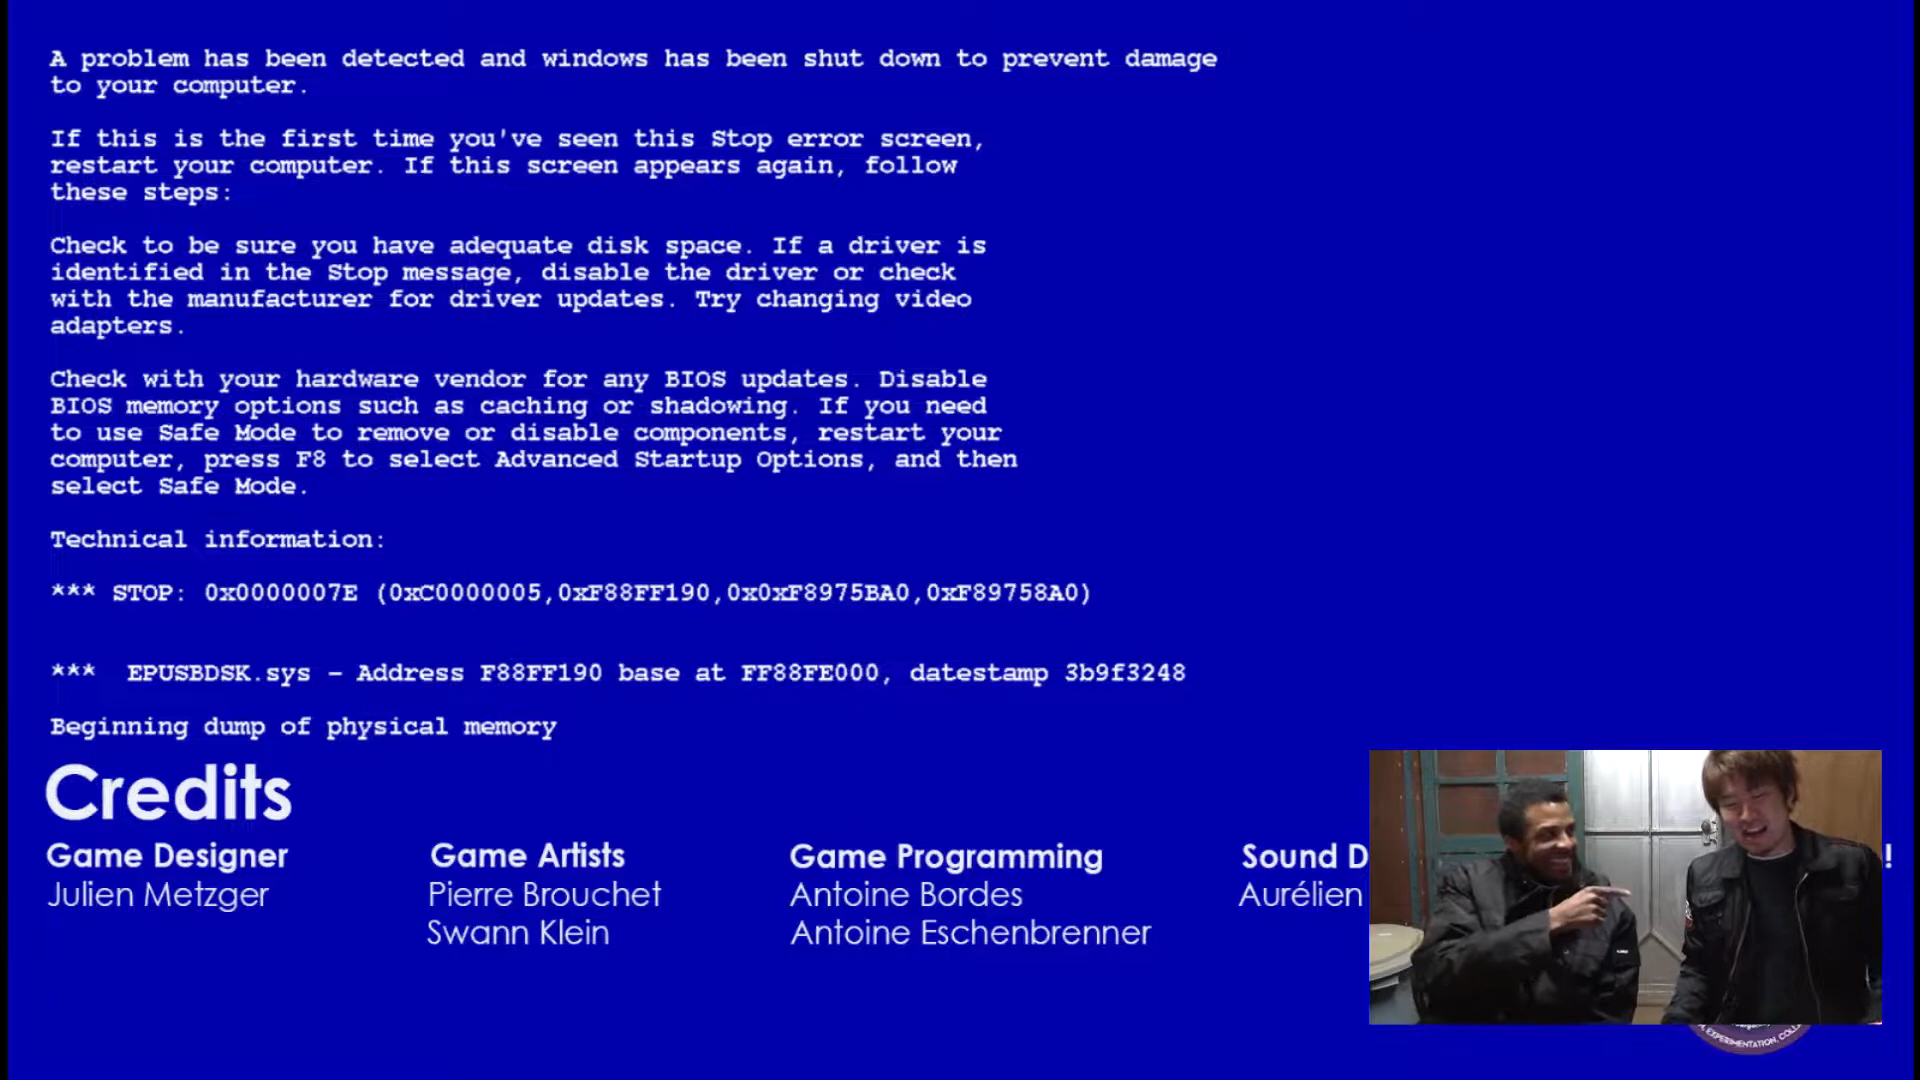 A problem has been detected and windows has been shut down to prevent damage
to your computer.
If this is the first time you've seen this Stop error screen,
restart your computer. If this screen appears again, follow
these steps:
Check to be sure you have adequate disk space. If a driver is
identified in the Stop message, disable the driver or check
with the manufacturer for driver updates. Try changing video
adapters.
Check with your hardware vendor for any BIOS updates. Disable
BIOS memory options such as caching or shadowing. If you need
to use Safe Mode to remove or disable components, restart your
computer, press F8 to select Advanced Startup Options, and then
select Safe Mode.
Technical information:
*** STOP: 0x0000007E (0xC0000005,0xF88FF190,0x0xF8975BA0,0xF89758A0)
*** EPUSBDSK.sys – Address F88FF190 base at FF88FE000, datestamp 3b9f3248
Beginning dump of physical memory
Credits
Game Designer
Julien Metzger
Game Artists
Pierre Brouchet
Swann Klein
Game Programming
Antoine Bordes
Antoine Eschenbrenner
Sound D
Aurélien
!
EXPERIMENTATION,